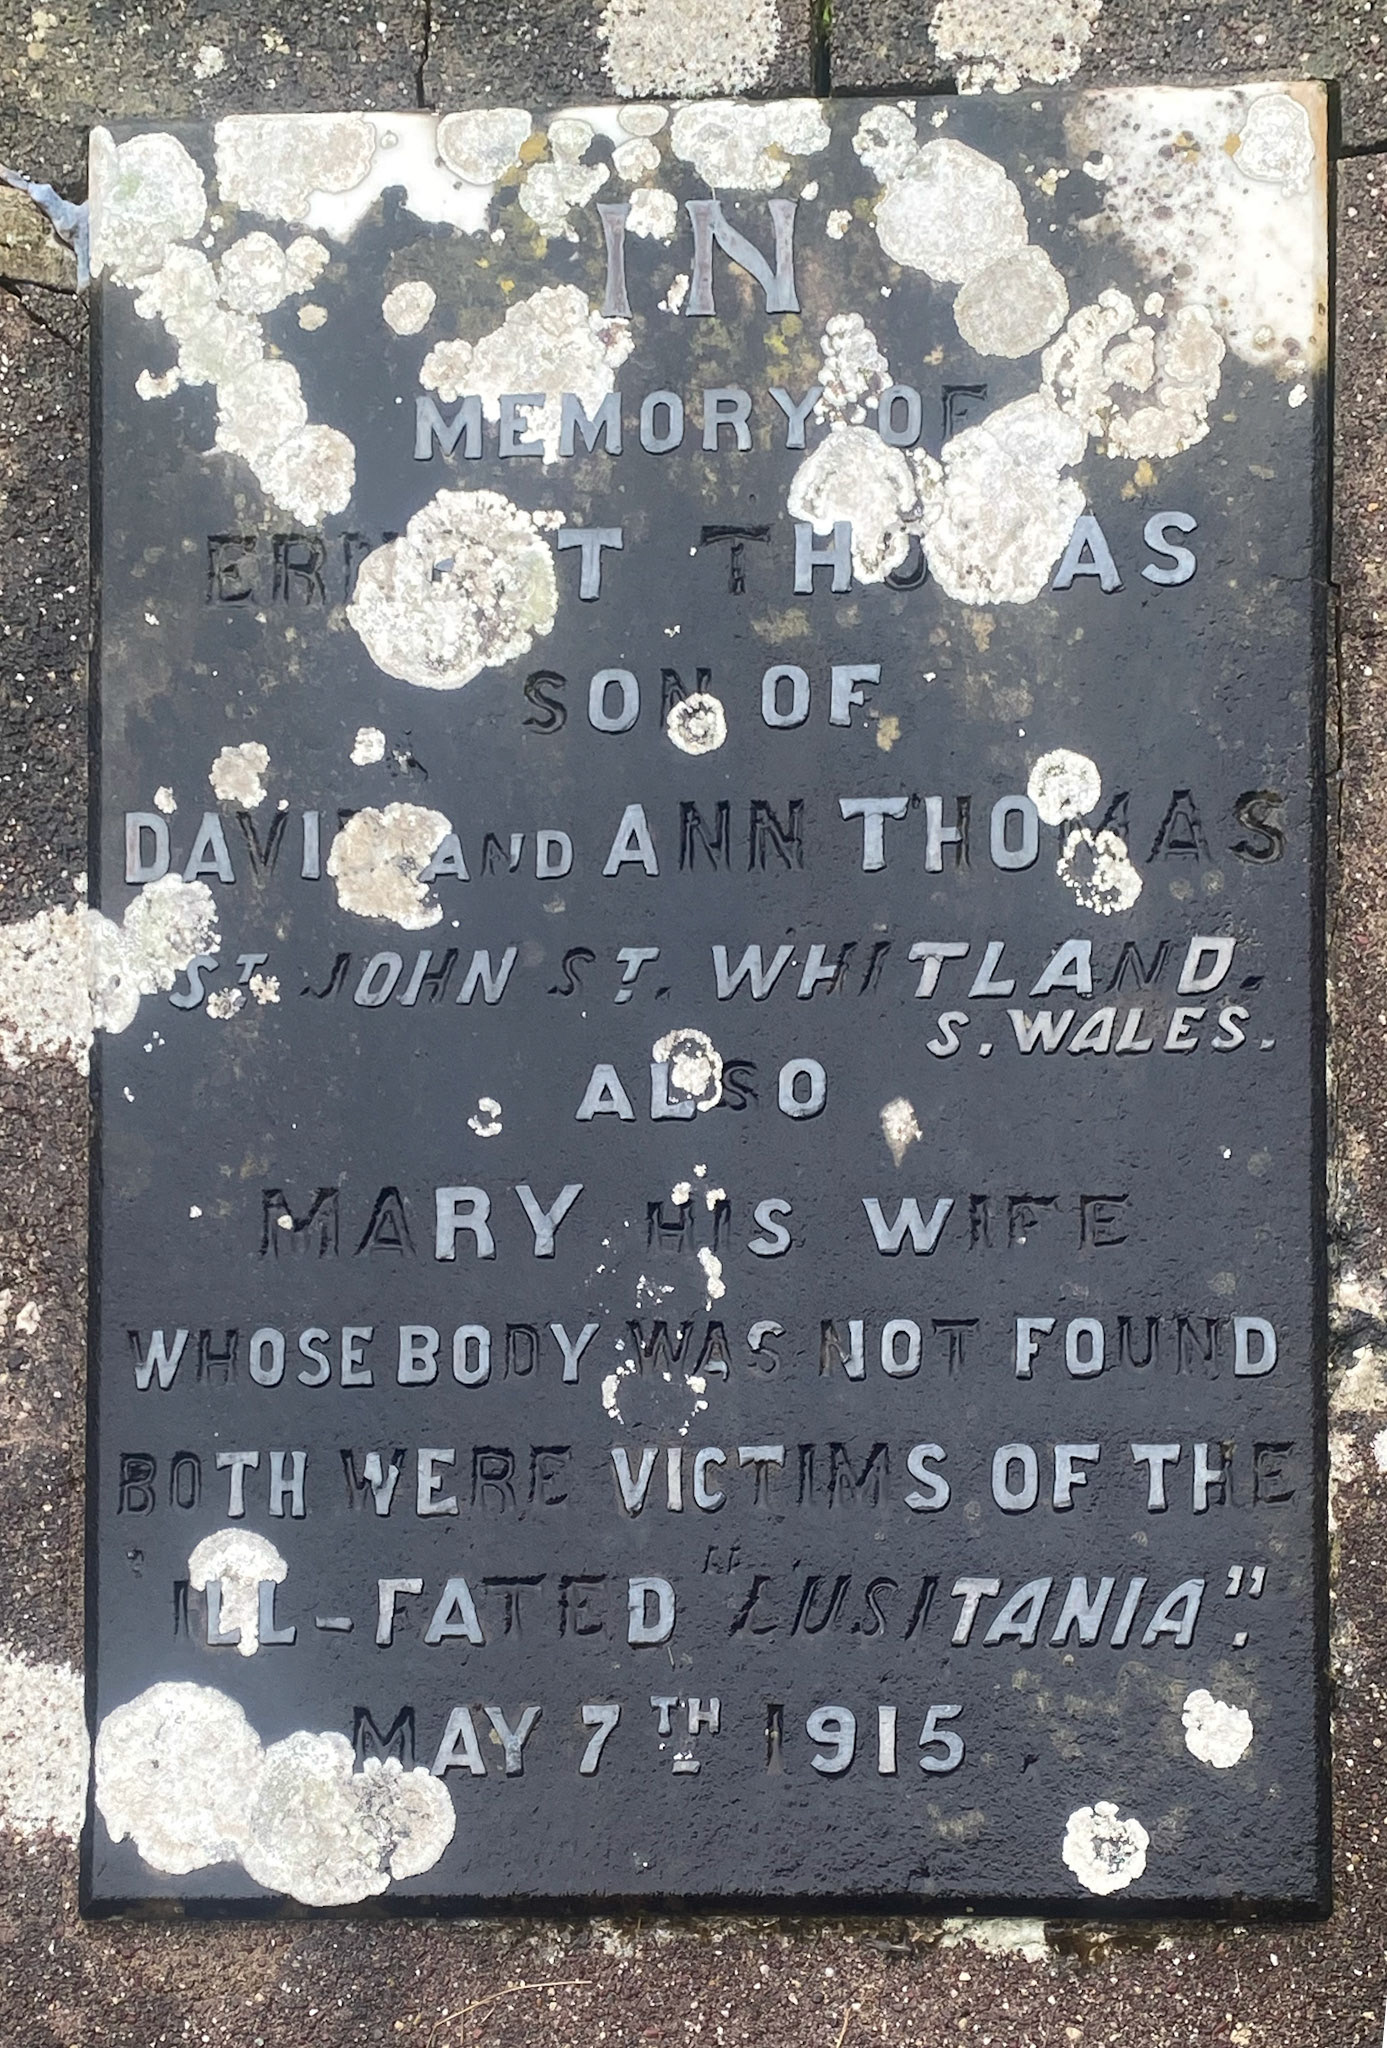 IN
MEMORY OF
ERNEST THOMAS
SON OF
DAVID AND ANN THOMAS
ST. JOHN ST. WHITLAND.
S. WALES.
ALSO
MARY HIS WIFE
WHOSE BODY WAS NOT FOUND
BOTH WERE VICTIMS OF THE
ILL-FATED "LUSITANIA".
MAY 7TH 1915